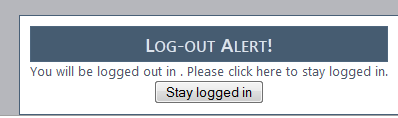 Log-out Alert!
You will be logged out in . Please click here to stay logged in.
Stay logged in